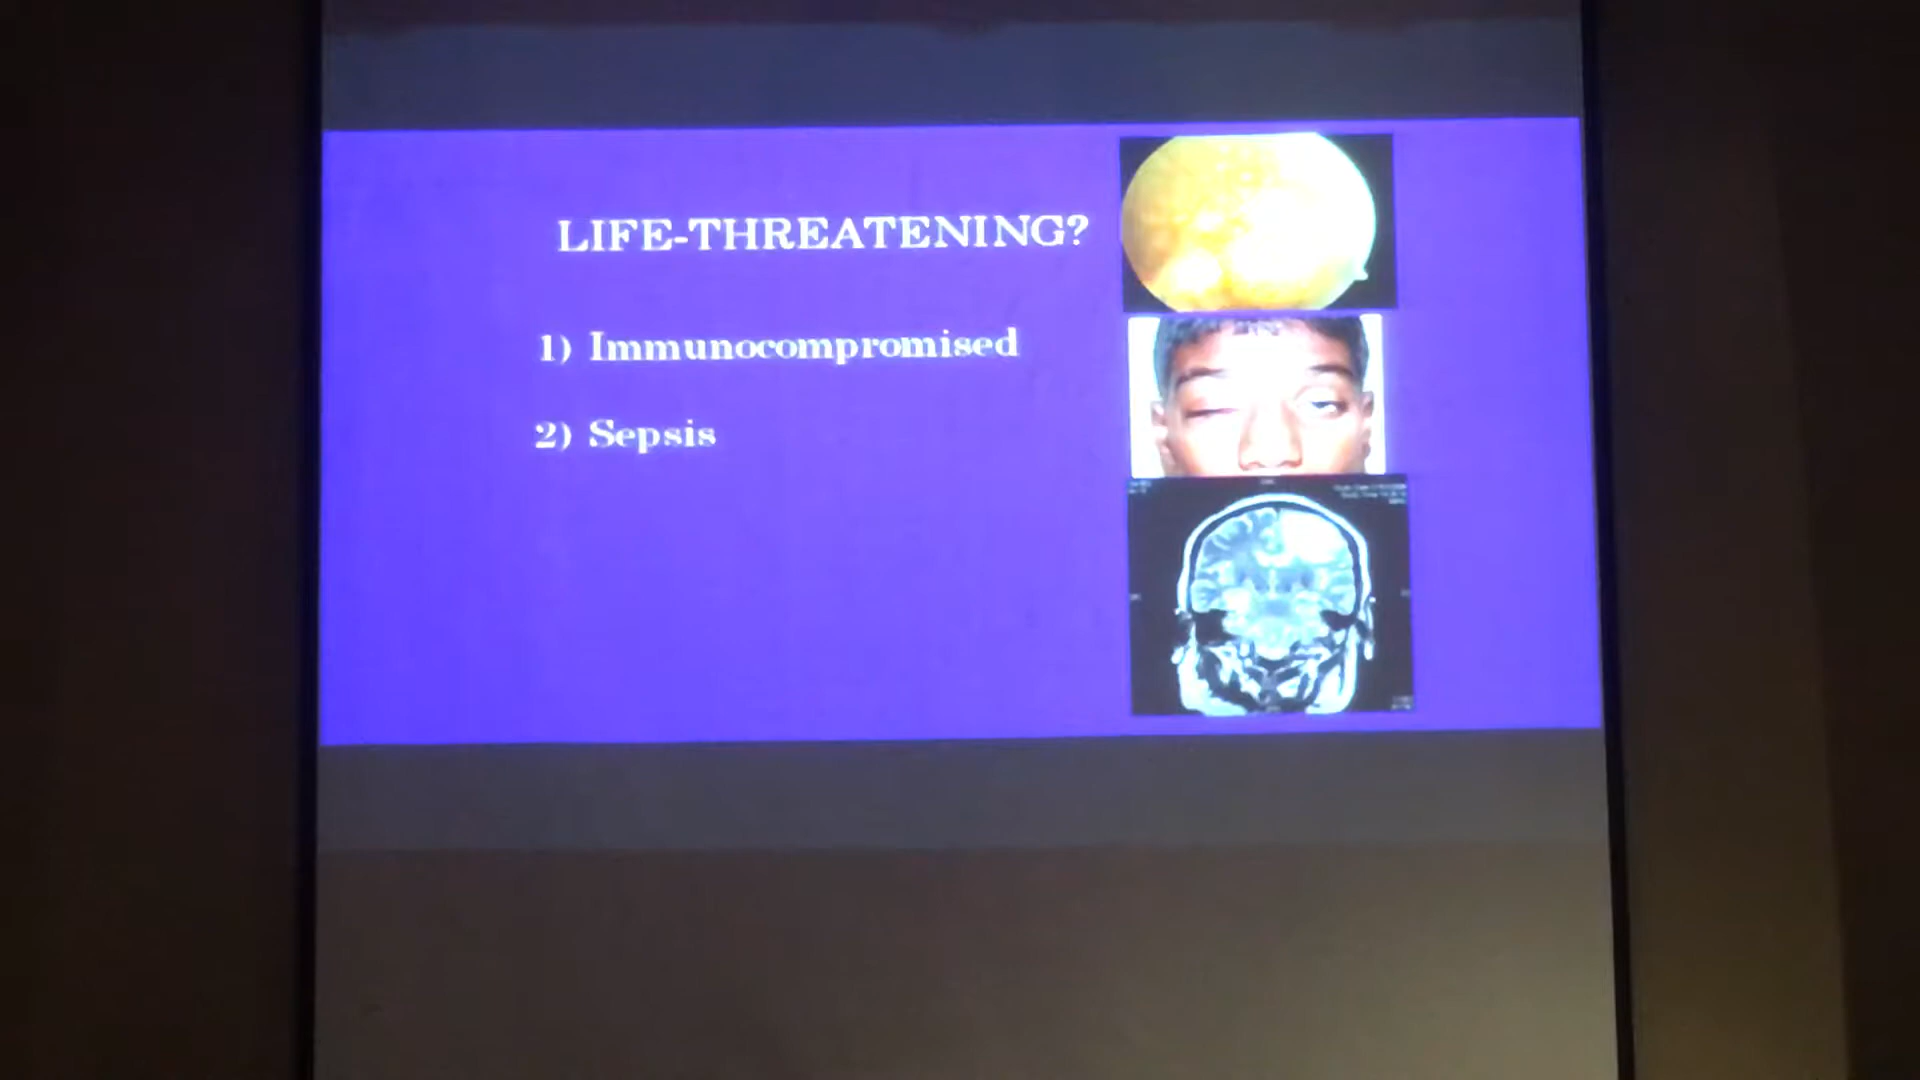 LIFE-THREATENING?
1) Immunocompromised
2) Sepsis